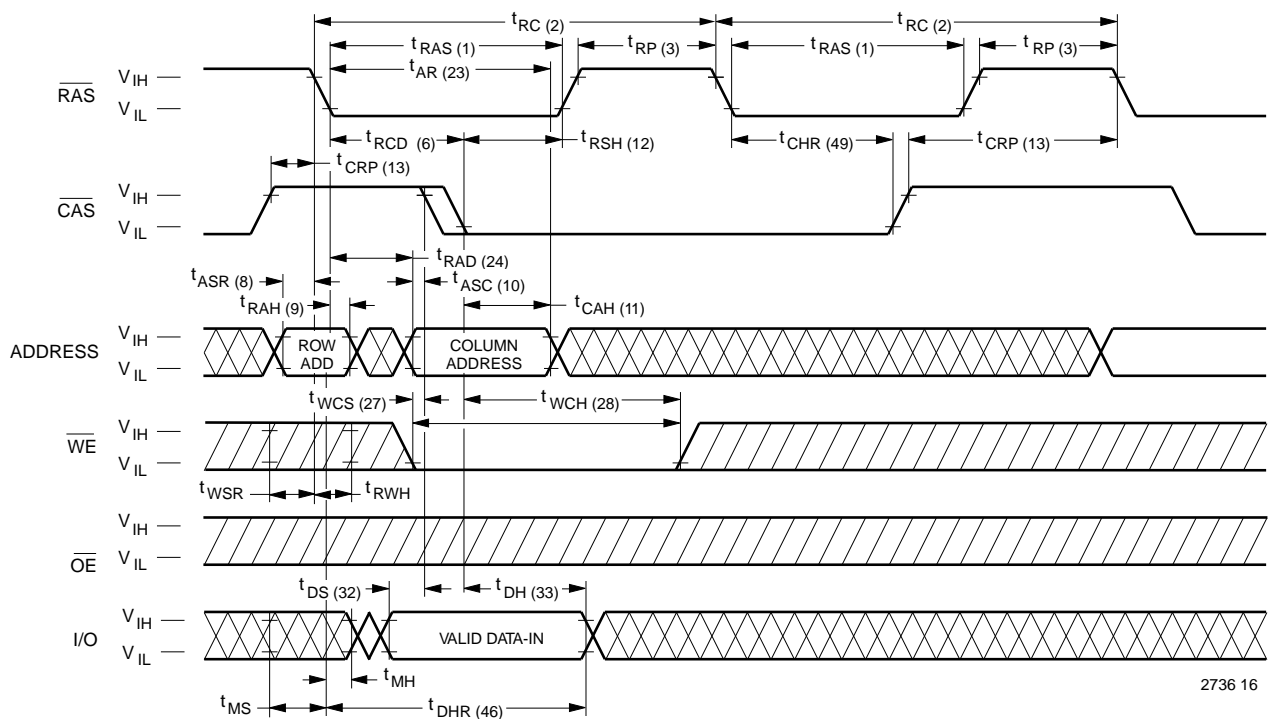 t RC (2) t RC (2)
t RAS (1) t RP (3) t RAS (1) t RP (3)
t AR (23)
RAS V IH V IL
t RCD (6) t RSH (12) t CHR (49) t CRP (13)
t CRP (13)
CAS V IH V IL
t RAD (24)
t ASR (8) t ASC (10)
t RAH (9) t CAH (11)
ADDRESS V IH V IL ROW ADD COLUMN ADDRESS
t WCS (27) t WCH (28)
WE V IH V IL
t WSR t RWH
OE V IH V IL
t DS (32) t DH (33)
I/O V IH V IL VALID DATA-IN
t MH
t MS t DHR (46)
2736 16